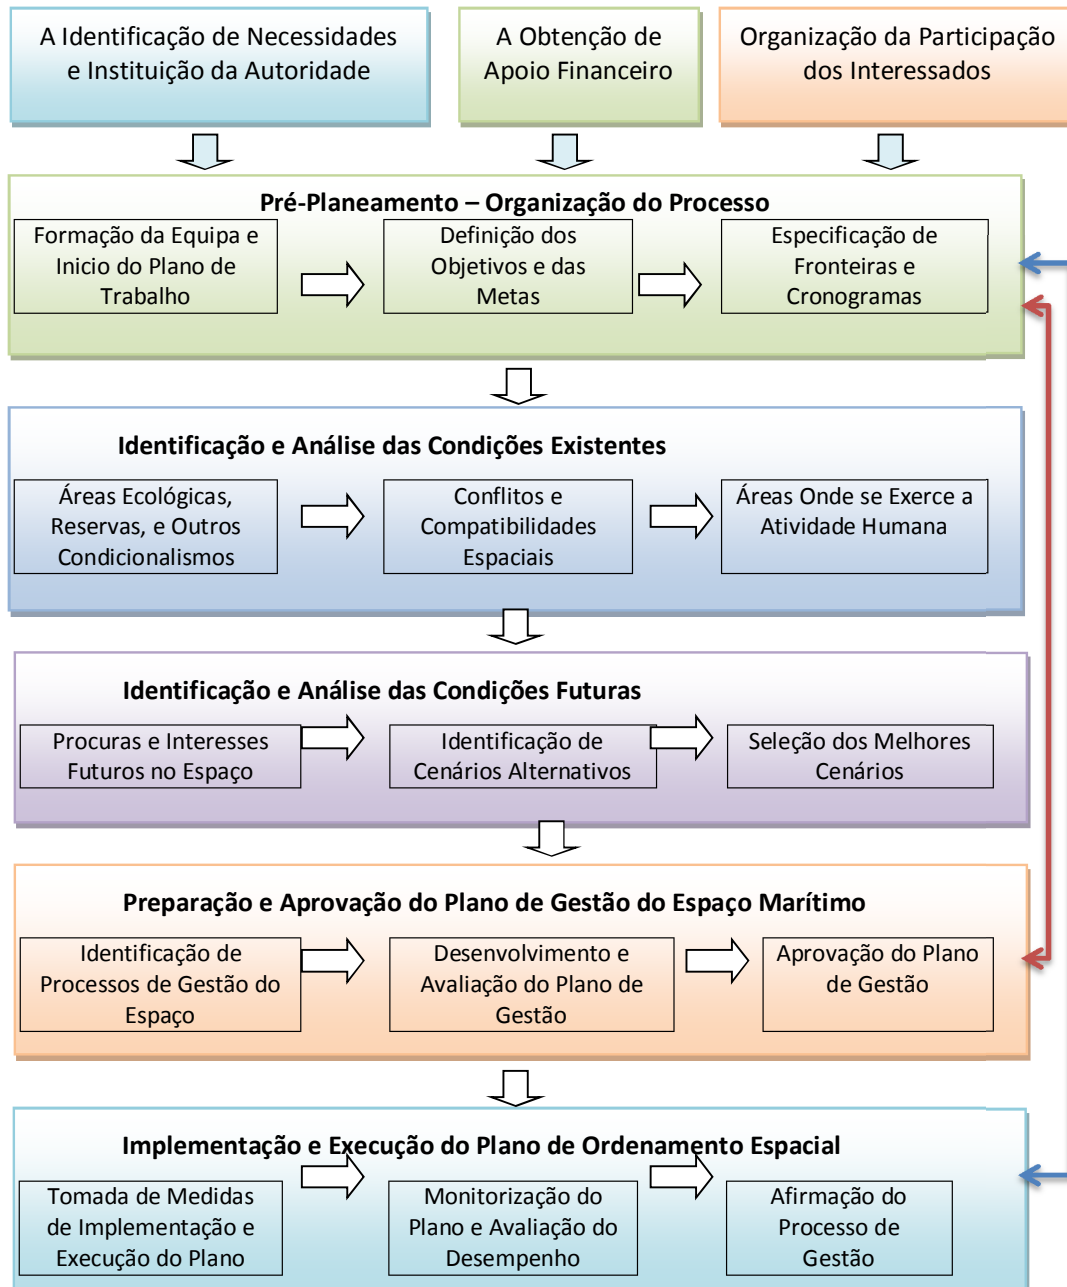 A Identificação de Necessidades
e Instituição da Autoridade
A Obtenção de
Apoio Financeiro
Organização da Participação
dos Interessados
Pré-Planeamento – Organização do Processo
Formação da Equipa e
Inicio do Plano de
Trabalho
Definição dos
Objetivos e das
Metas
Especificação de
Fronteiras e
Cronogramas
Identificação e Análise das Condições Existentes
Áreas Ecológicas,
Reservas, e Outros
Condicionalismos
Conflitos e
Compatibilidades
Espaciais
Áreas Onde se Exerce a
Atividade Humana
Identificação e Análise das Condições Futuras
Procuras e Interesses
Futuros no Espaço
Identificação de
Cenários Alternativos
Seleção dos Melhores
Cenários
Preparação e Aprovação do Plano de Gestão do Espaço Marítimo
Identificação de
Processos de Gestão do
Espaço
Desenvolvimento e
Avaliação do Plano de
Gestão
Aprovação do Plano
de Gestão
Implementação e Execução do Plano de Ordenamento Espacial
Tomada de Medidas
de Implementação e
Execução do Plano
Monitorização do
Plano e Avaliação do
Desempenho
Afirmação do
Processo de
Gestão